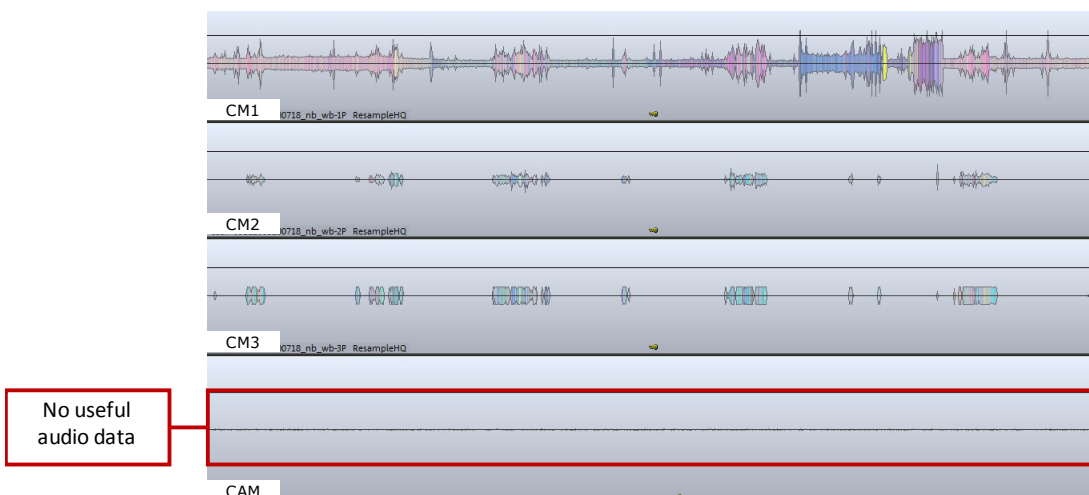 CM1
0718_nb_wb-1P ResampleHQ
CM2
0718_nb_wb-2P ResampleHQ
CM3
0718_nb_wb-3P ResampleHQ
No useful
audio data
CAM